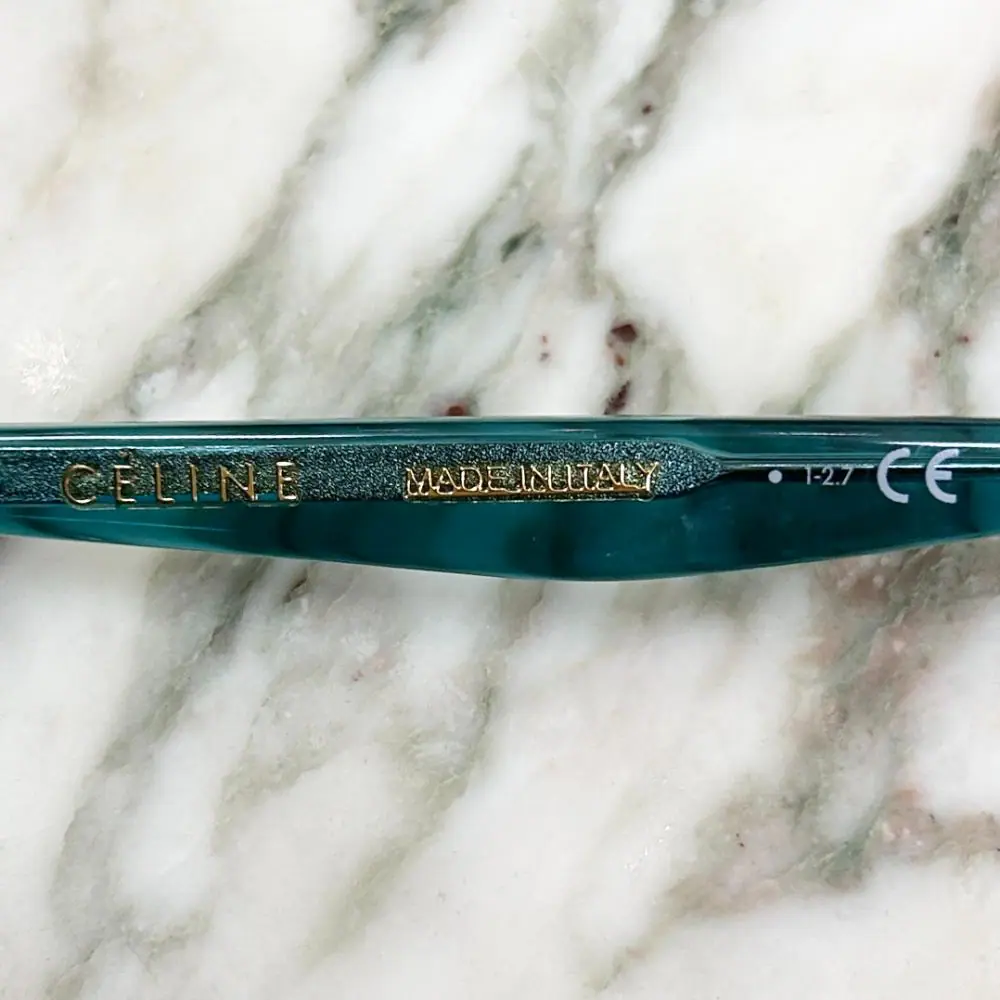 CÉLINE MADE IN ITALY • 1-2.7 CE